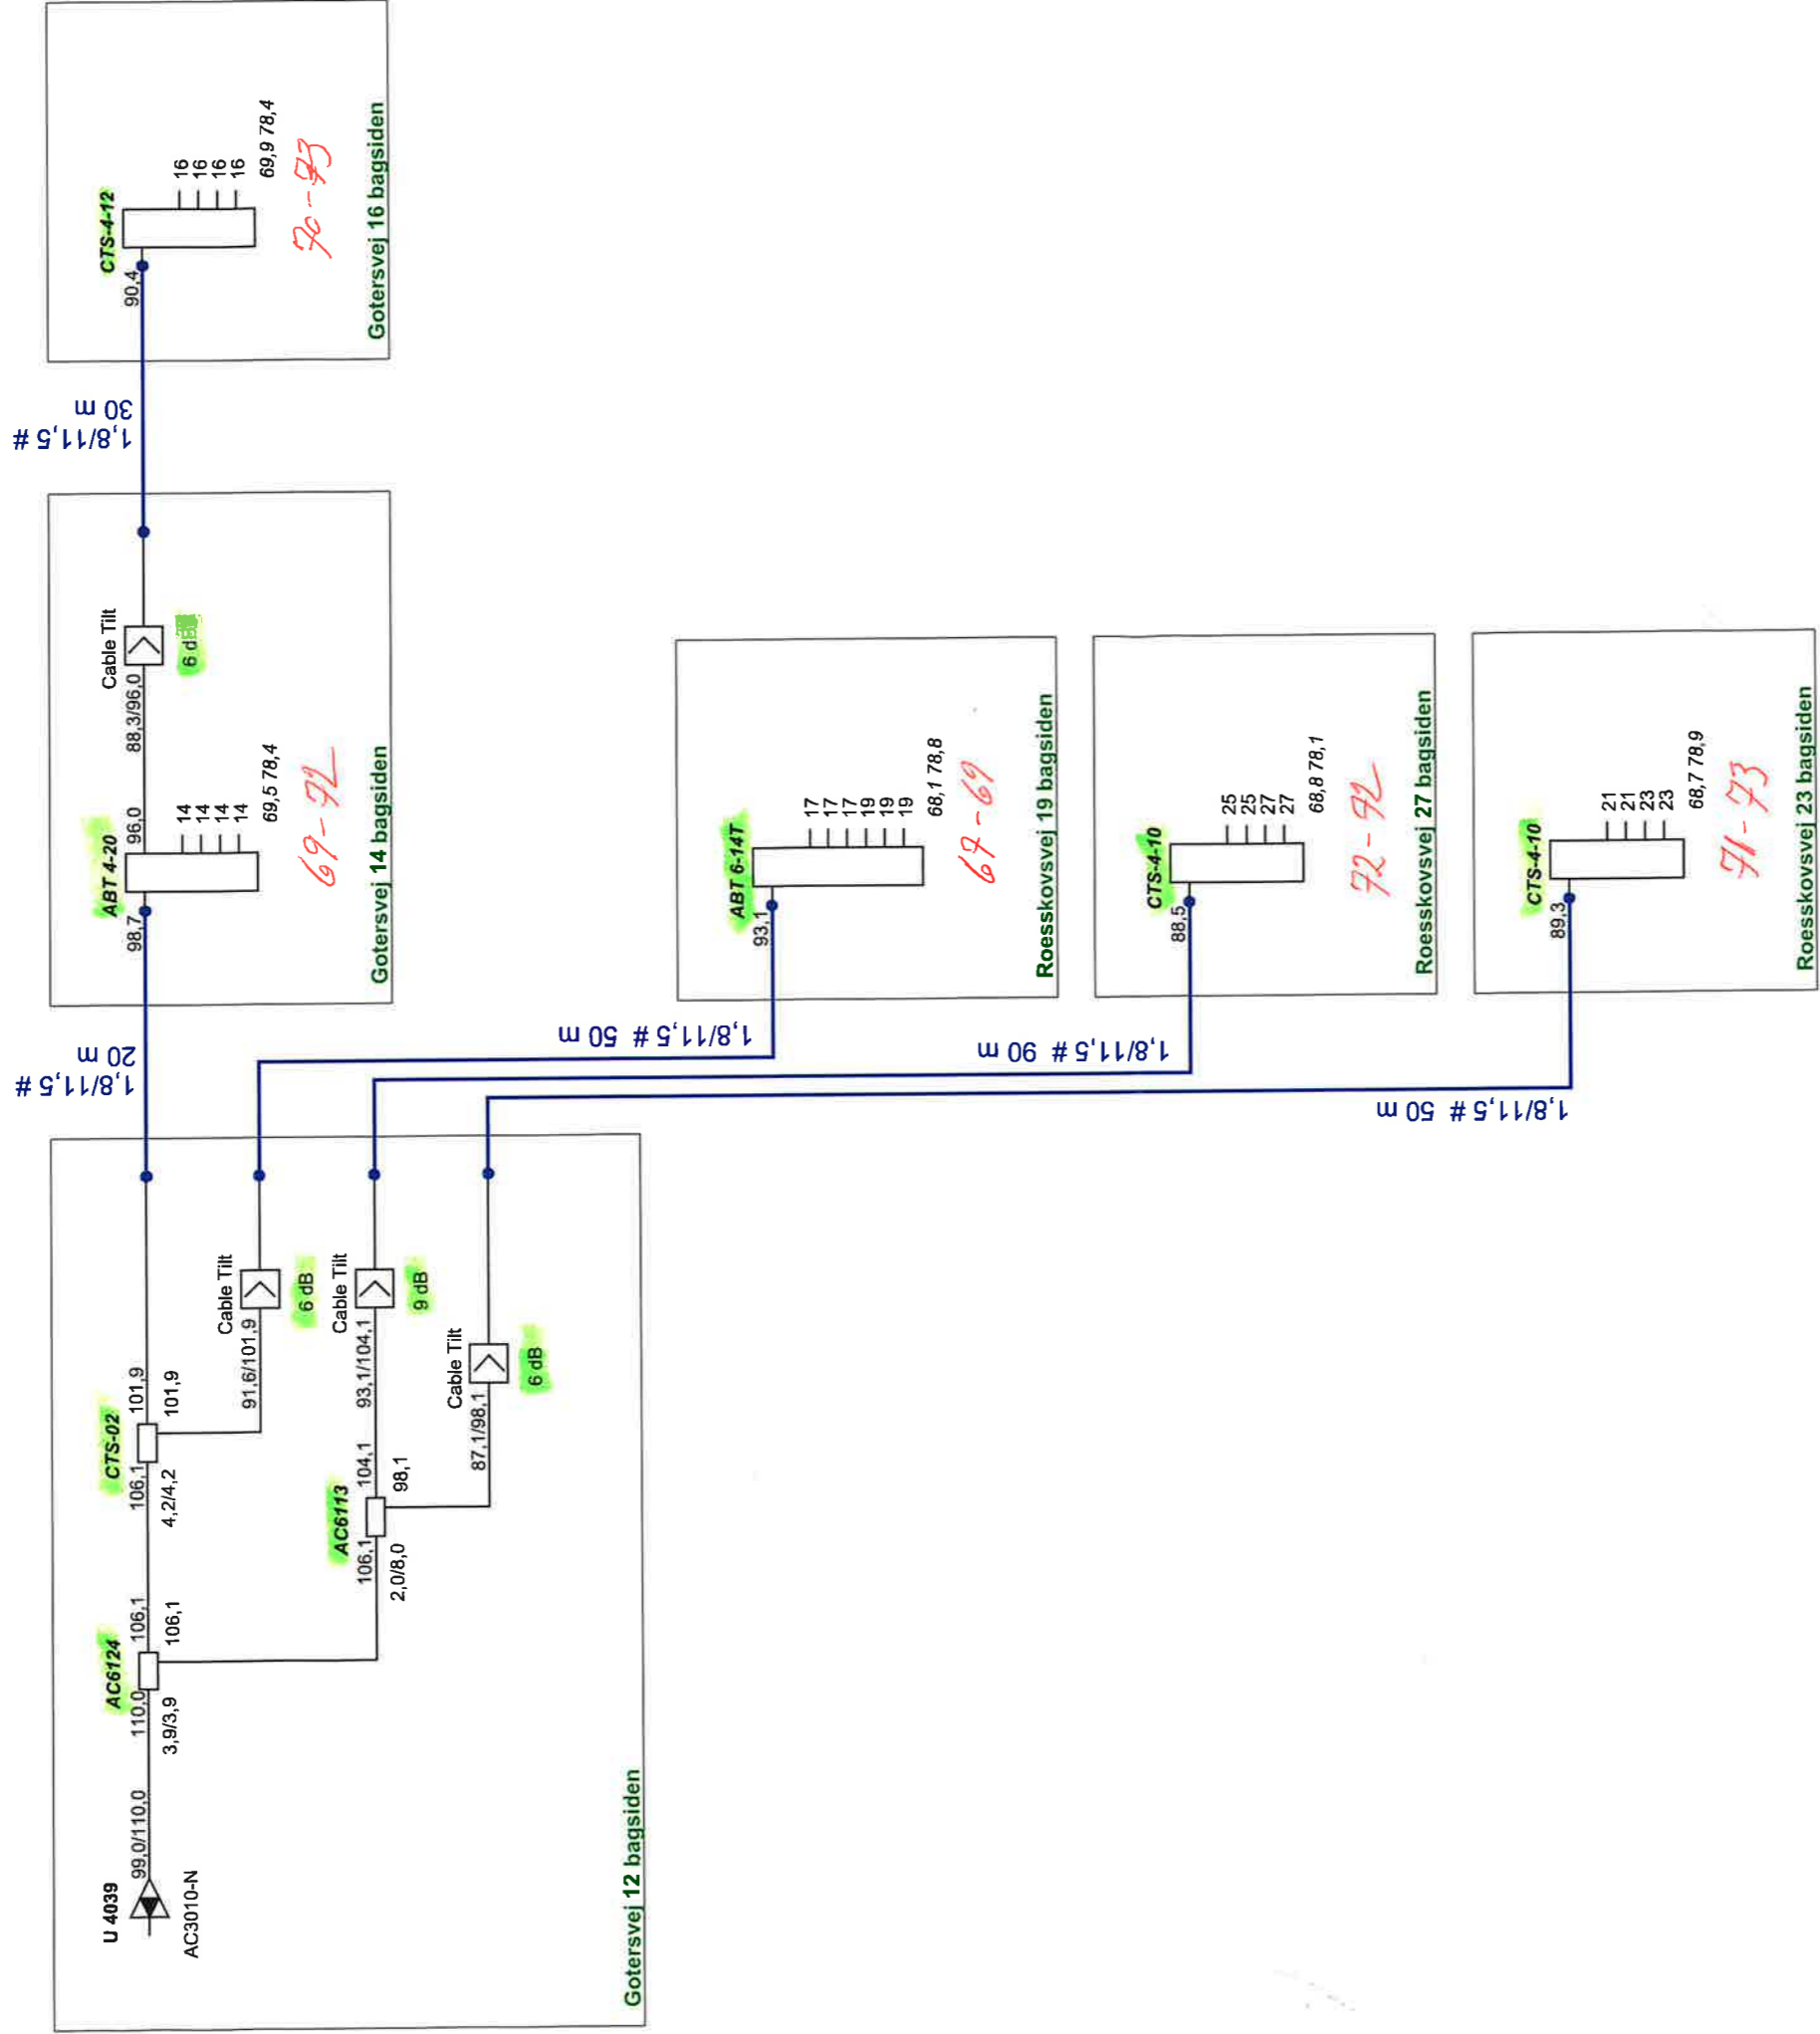 U 4039
99,0/110,0
AC3010-N
AC6124
110,0
106,1
3,9/3,9
106,1
CTS-02
106,1
101,9
4,2/4,2
101,9
Cable Tilt
91,6/101,9
6 dB
AC6113
106,1
104,1
2,0/8,0
98,1
Cable Tilt
93,1/104,1
9 dB
Cable Tilt
87,1/98,1
6 dB
Gotersvej 12 bagsiden
1,8/11,5 #
20 m
ABT 4-20
98,7
96,0
14
14
14
14
69,5 78,4
69-72
Cable Tilt
88,3/96,0
6 d
Gotersvej 14 bagsiden
1,8/11,5 #
30 m
CTS-4-12
90,4
16
16
16
16
69,9 78,4
70--73
Gotersvej 16 bagsiden
1,8/11,5 # 50 m
ABT 6-14T
93,1
17
17
17
19
19
19
68,1 78,8
67-69
Roesskovsvej 19 bagsiden
1,8/11,5 # 90 m
CTS-4-10
88,5
25
25
27
27
68,8 78,1
72-72
Roesskovsvej 27 bagsiden
1,8/11,5 # 50 m
CTS-4-10
89,3
21
21
23
23
68,7 78,9
71-73
Roesskovsvej 23 bagsiden